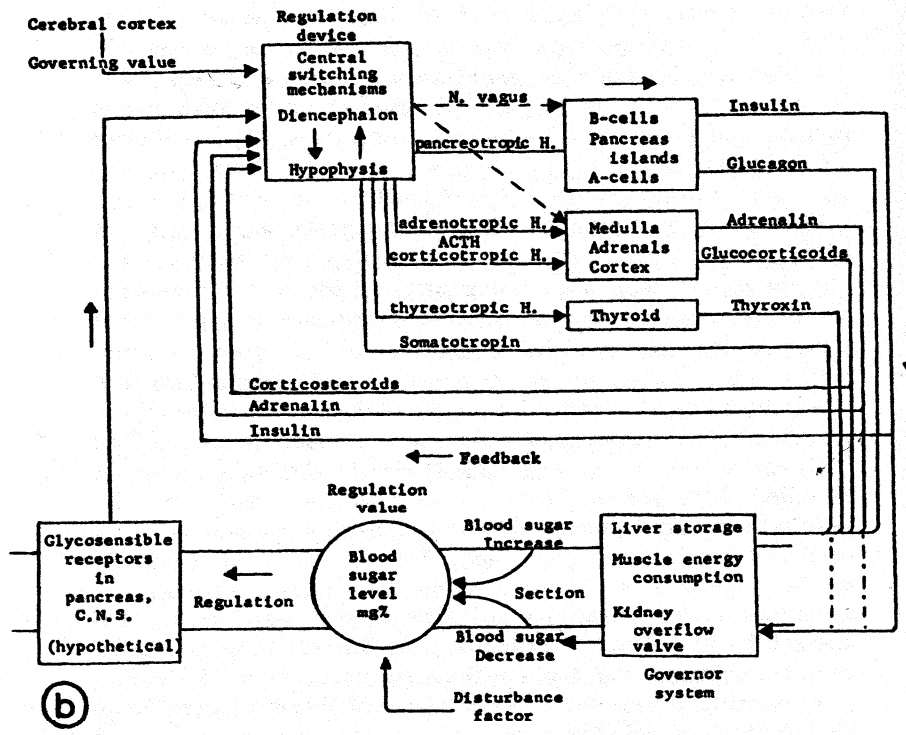 Cerebral cortex
Governing value
Regulation
device
Central
switching
mechanisms
Diencephalon
Hypophysis
N. vagus
pancreotropic H.
B-cells
Pancreas
islands
A-cells
Insulin
Glucagon
adrenotropic H.
ACTH
corticotropic H.
Medulla
Adrenals
Cortex
Adrenalin
Glucocorticoids
thyreotropic H.
Thyroid
Thyroxin
Somatotropin
Corticosteroids
Adrenalin
Insulin
Feedback
Glycosensible
receptors
in
pancreas,
C.N.S.
(hypothetical)
Regulation
Regulation
value
Blood
sugar
level
mg%
Blood sugar
Increase
Section
Blood sugar
Decrease
Liver storage
Muscle energy
consumption
Kidney
overflow
valve
Governor
system
Disturbance
factor
b